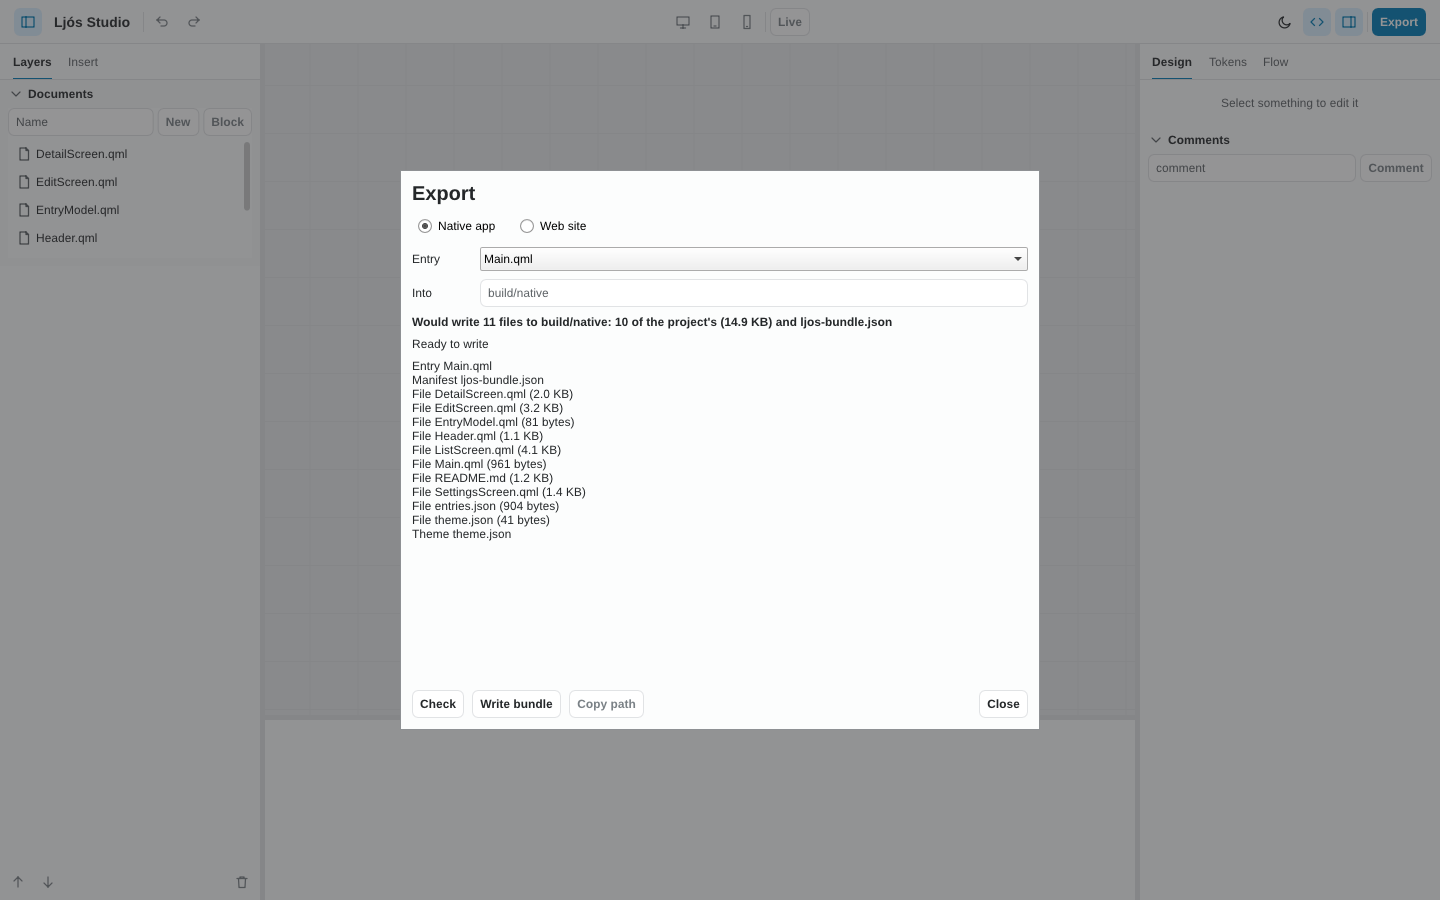 Ljós Studio
Live
Export
Layers
Insert
Documents
Name
New
Block
DetailScreen.qml
EditScreen.qml
EntryModel.qml
Header.qml
Design
Tokens
Flow
Select something to edit it
Comments
comment
Comment
Export
Native app
Web site
Entry
Main.qml
Into
build/native
Would write 11 files to build/native: 10 of the project's (14.9 KB) and ljos-bundle.json
Ready to write
Entry Main.qml
Manifest ljos-bundle.json
File DetailScreen.qml (2.0 KB)
File EditScreen.qml (3.2 KB)
File EntryModel.qml (81 bytes)
File Header.qml (1.1 KB)
File ListScreen.qml (4.1 KB)
File Main.qml (961 bytes)
File README.md (1.2 KB)
File SettingsScreen.qml (1.4 KB)
File entries.json (904 bytes)
File theme.json (41 bytes)
Theme theme.json
Check
Write bundle
Copy path
Close